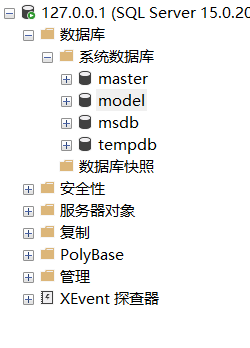 127.0.0.1 (SQL Server 15.0.20
数据库
系统数据库
master
model
msdb
tempdb
数据库快照
安全性
服务器对象
复制
PolyBase
管理
XEvent 探查器